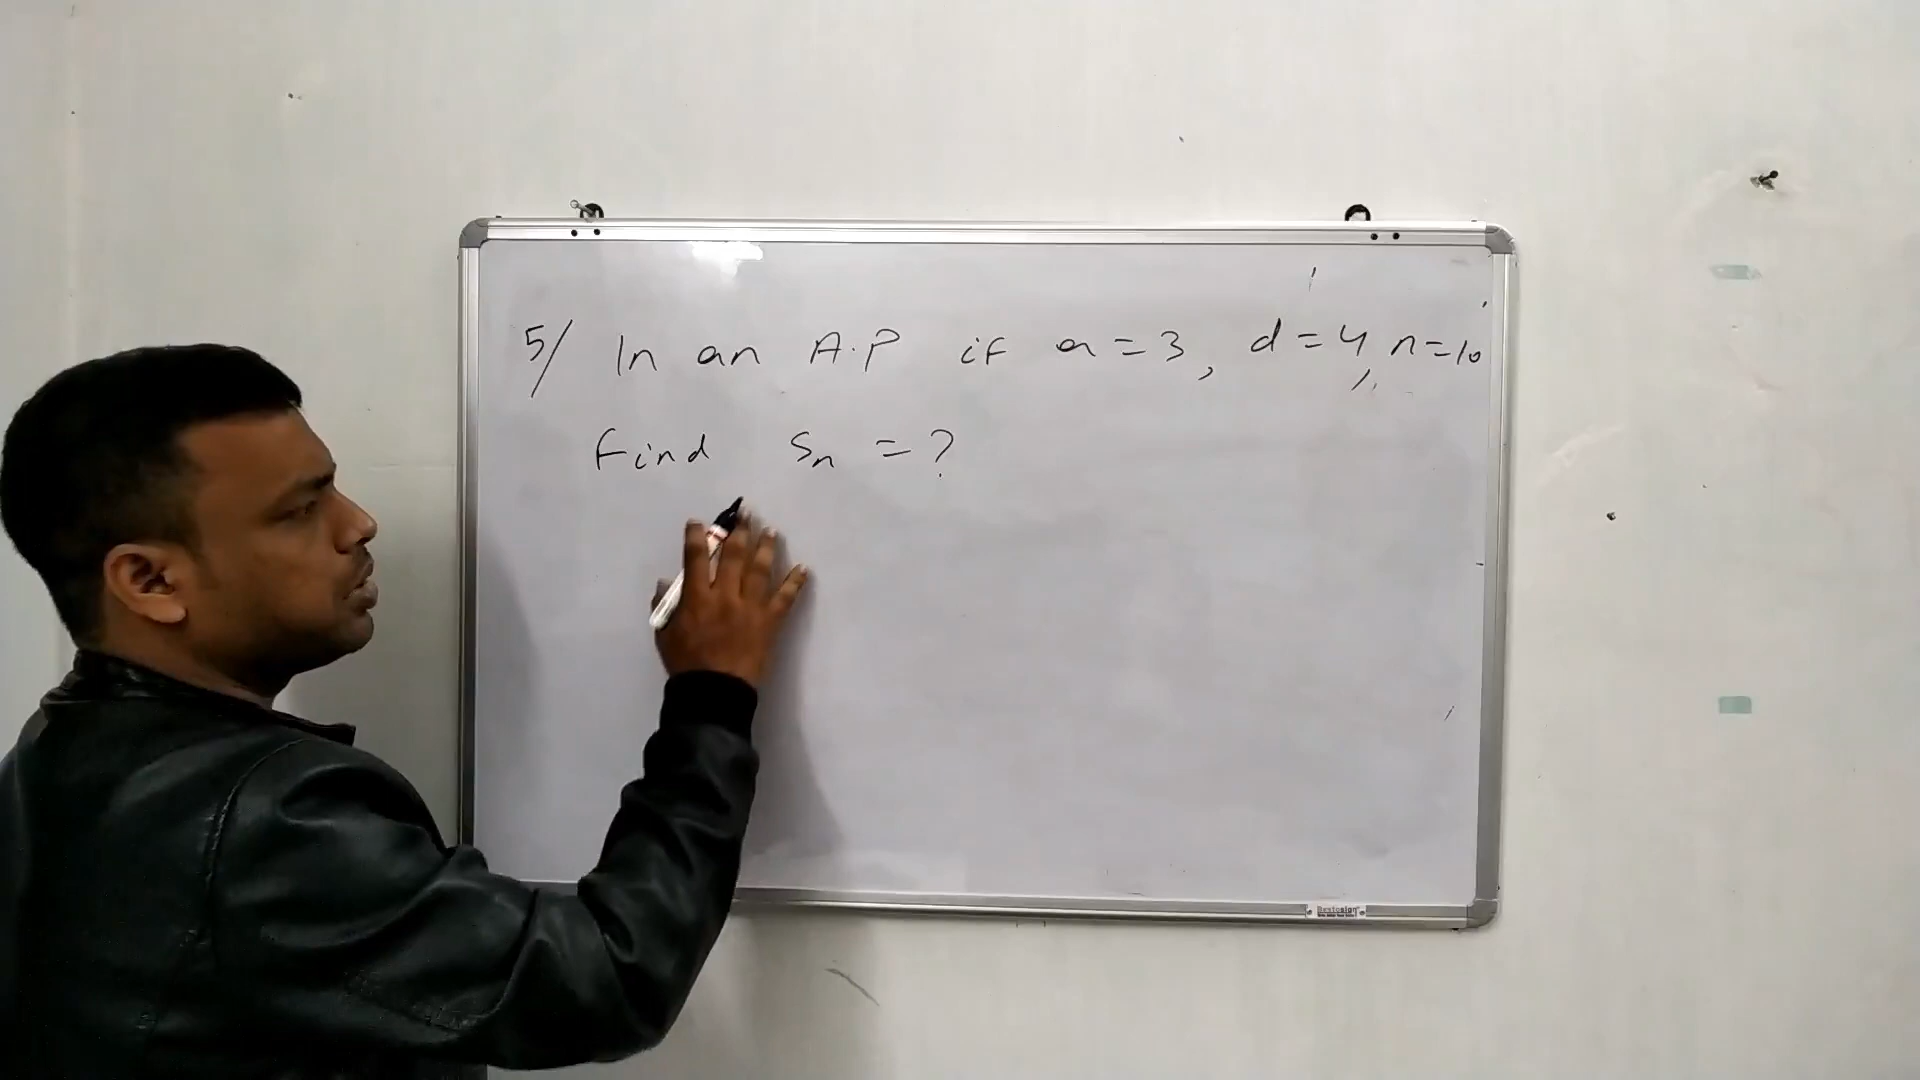 5/ In an A.P if a = 3, d = 4, n = 10
Find Sn = ?